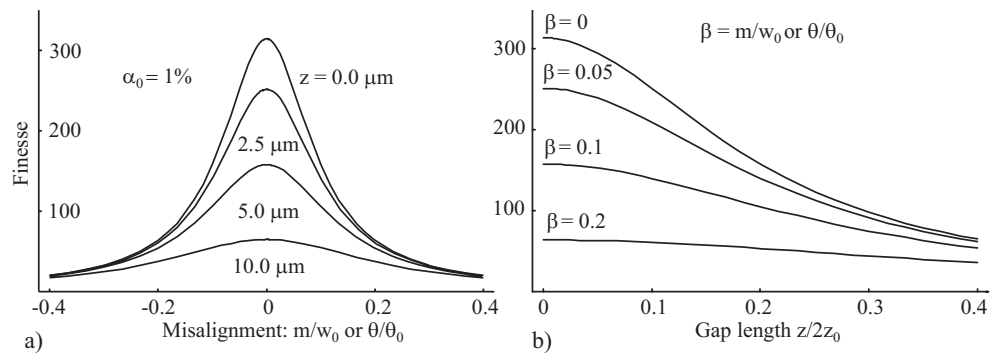 300
200
100
Finesse
α₀ = 1%
z = 0.0 µm
2.5 µm
5.0 µm
10.0 µm
−0.4 −0.2 0 0.2 0.4
Misalignment: m/w₀ or θ/θ₀
a)
β = 0
β = m/w₀ or θ/θ₀
300
β = 0.05
200
β = 0.1
100
β = 0.2
0 0.1 0.2 0.3 0.4
Gap length z/2z₀
b)